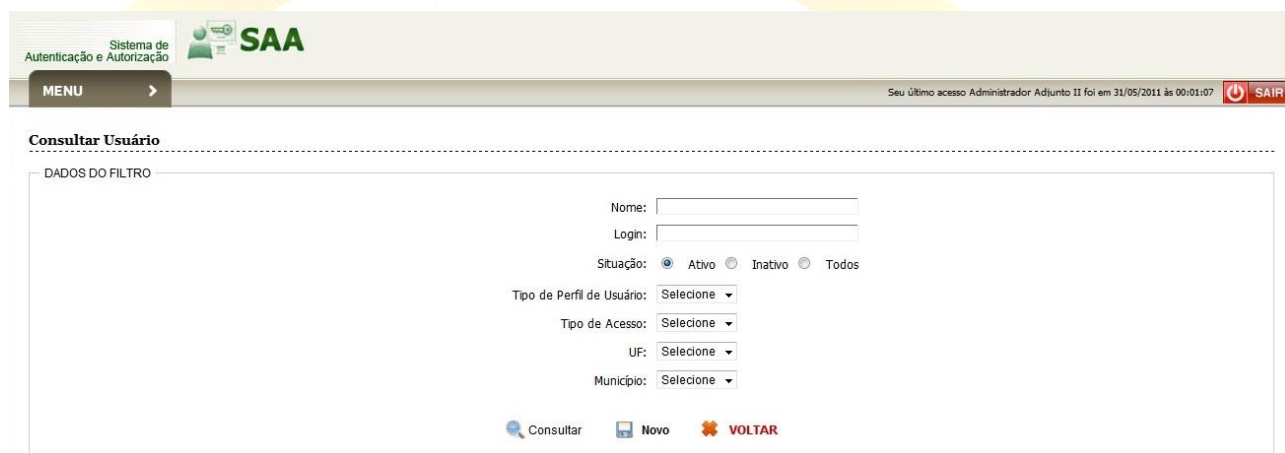 Sistema de
Autenticação e Autorização
SAA
MENU
Seu último acesso Administrador Adjunto II foi em 31/05/2011 às 00:01:07
SAIR
Consultar Usuário
DADOS DO FILTRO
Nome:
Login:
Situação: Ativo Inativo Todos
Tipo de Perfil de Usuário: Selecione
Tipo de Acesso: Selecione
UF: Selecione
Município: Selecione
Consultar Novo VOLTAR